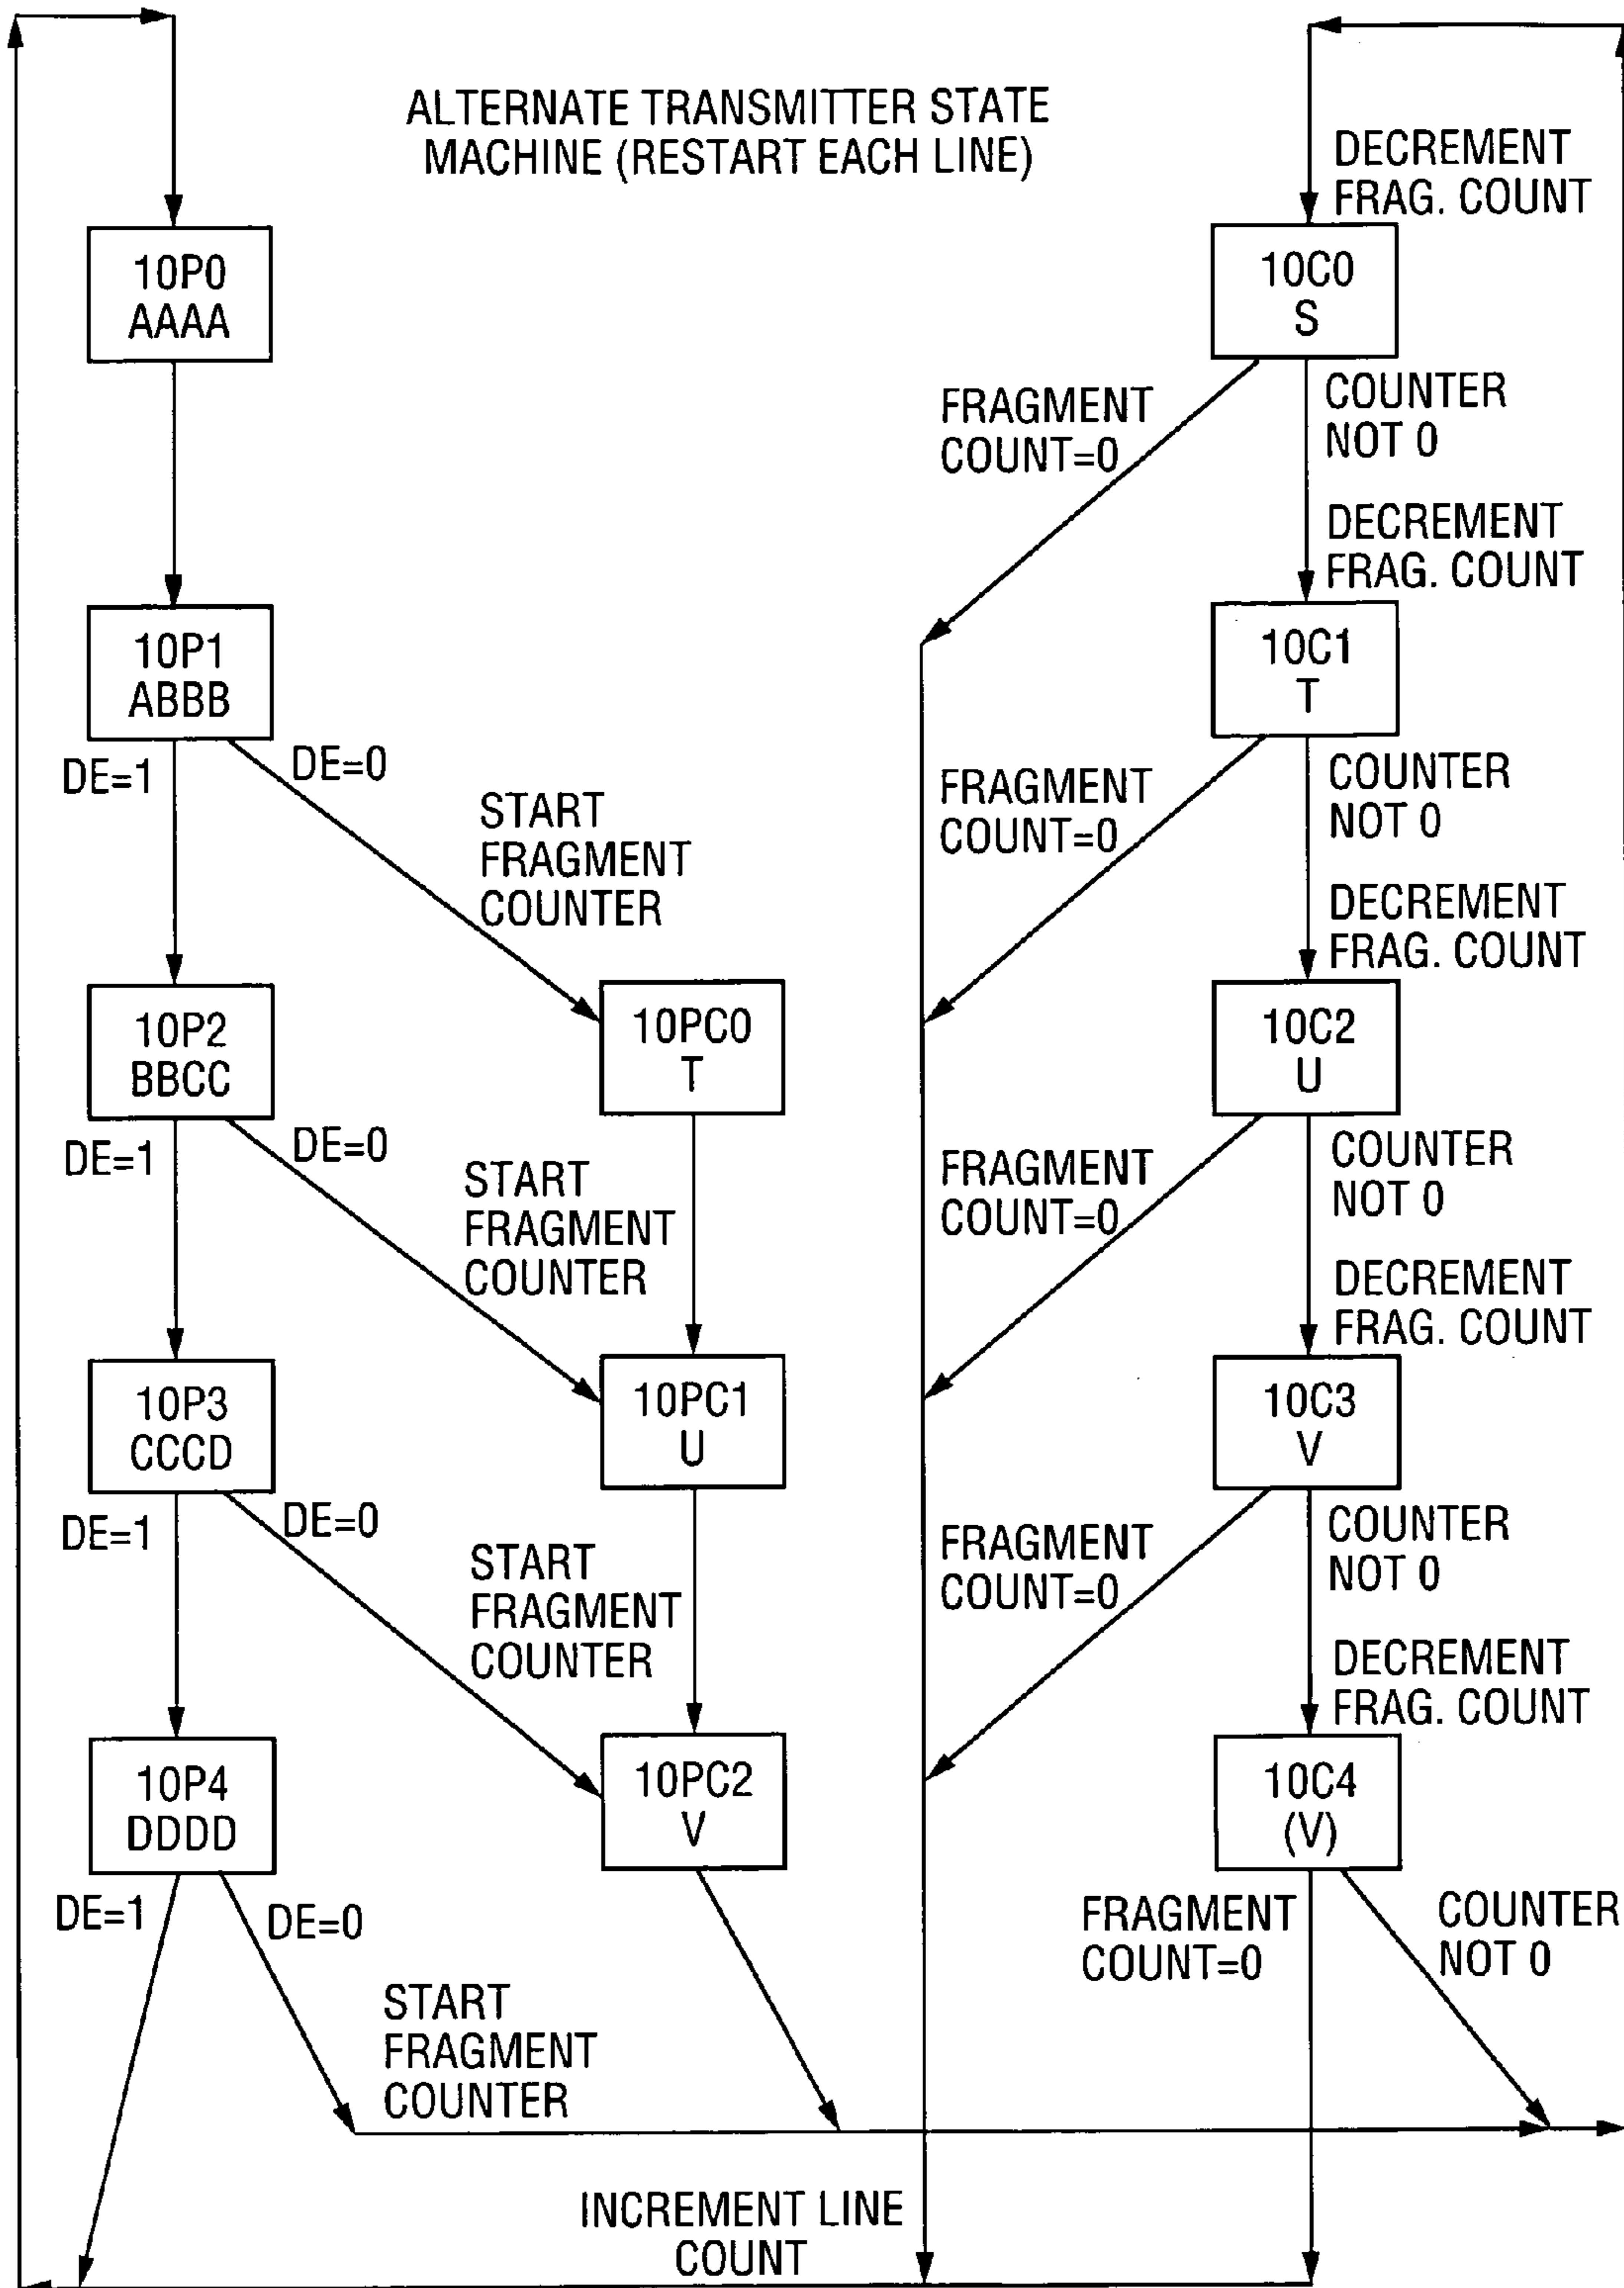 ALTERNATE TRANSMITTER STATE
MACHINE (RESTART EACH LINE)
10P0
AAAA
10P1
ABBB
DE=1
DE=0
START
FRAGMENT
COUNTER
10P2
BBCC
10PC0
T
DE=1
DE=0
START
FRAGMENT
COUNTER
10P3
CCCD
10PC1
U
DE=1
DE=0
START
FRAGMENT
COUNTER
10P4
DDDD
10PC2
V
DE=1
DE=0
START
FRAGMENT
COUNTER
DECREMENT
FRAG. COUNT
10C0
S
FRAGMENT
COUNT=0
COUNTER
NOT 0
DECREMENT
FRAG. COUNT
10C1
T
FRAGMENT
COUNT=0
COUNTER
NOT 0
DECREMENT
FRAG. COUNT
10C2
U
FRAGMENT
COUNT=0
COUNTER
NOT 0
DECREMENT
FRAG. COUNT
10C3
V
FRAGMENT
COUNT=0
COUNTER
NOT 0
DECREMENT
FRAG. COUNT
10C4
(V)
FRAGMENT
COUNT=0
COUNTER
NOT 0
INCREMENT LINE
COUNT